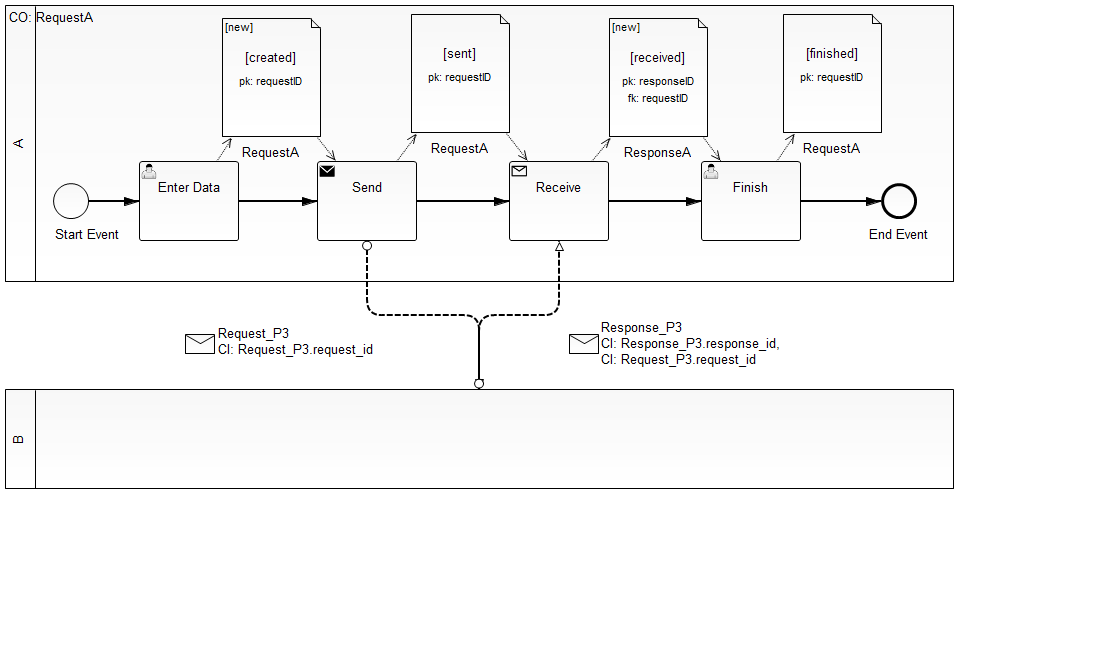 CO: RequestA
[new]
[created]
pk: requestID
RequestA
[sent]
pk: requestID
RequestA
[new]
[received]
pk: responseID
fk: requestID
ResponseA
[finished]
pk: requestID
RequestA
A
Enter Data
Send
Receive
Finish
Start Event
End Event
Request_P3
CI: Request_P3.request_id
Response_P3
CI: Response_P3.response_id,
CI: Request_P3.request_id
B